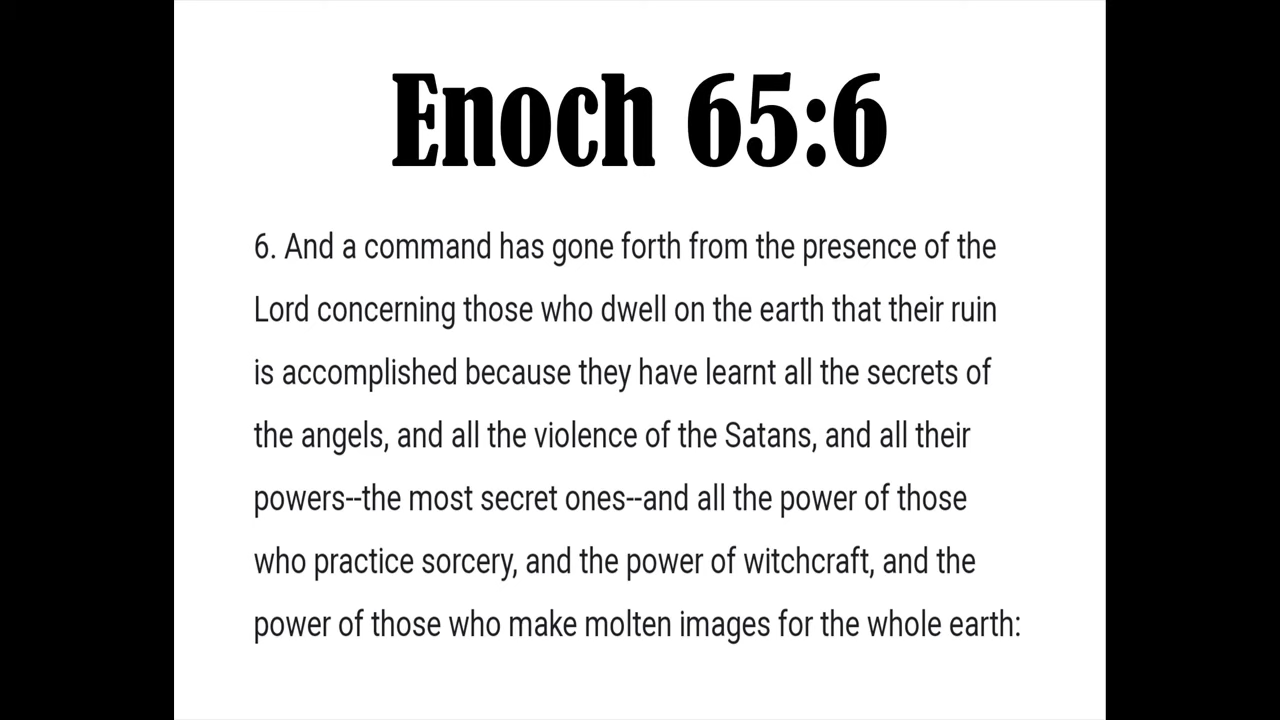 Enoch 65:6
6. And a command has gone forth from the presence of the
Lord concerning those who dwell on the earth that their ruin
is accomplished because they have learnt all the secrets of
the angels, and all the violence of the Satans, and all their
powers--the most secret ones--and all the power of those
who practice sorcery, and the power of witchcraft, and the
power of those who make molten images for the whole earth: